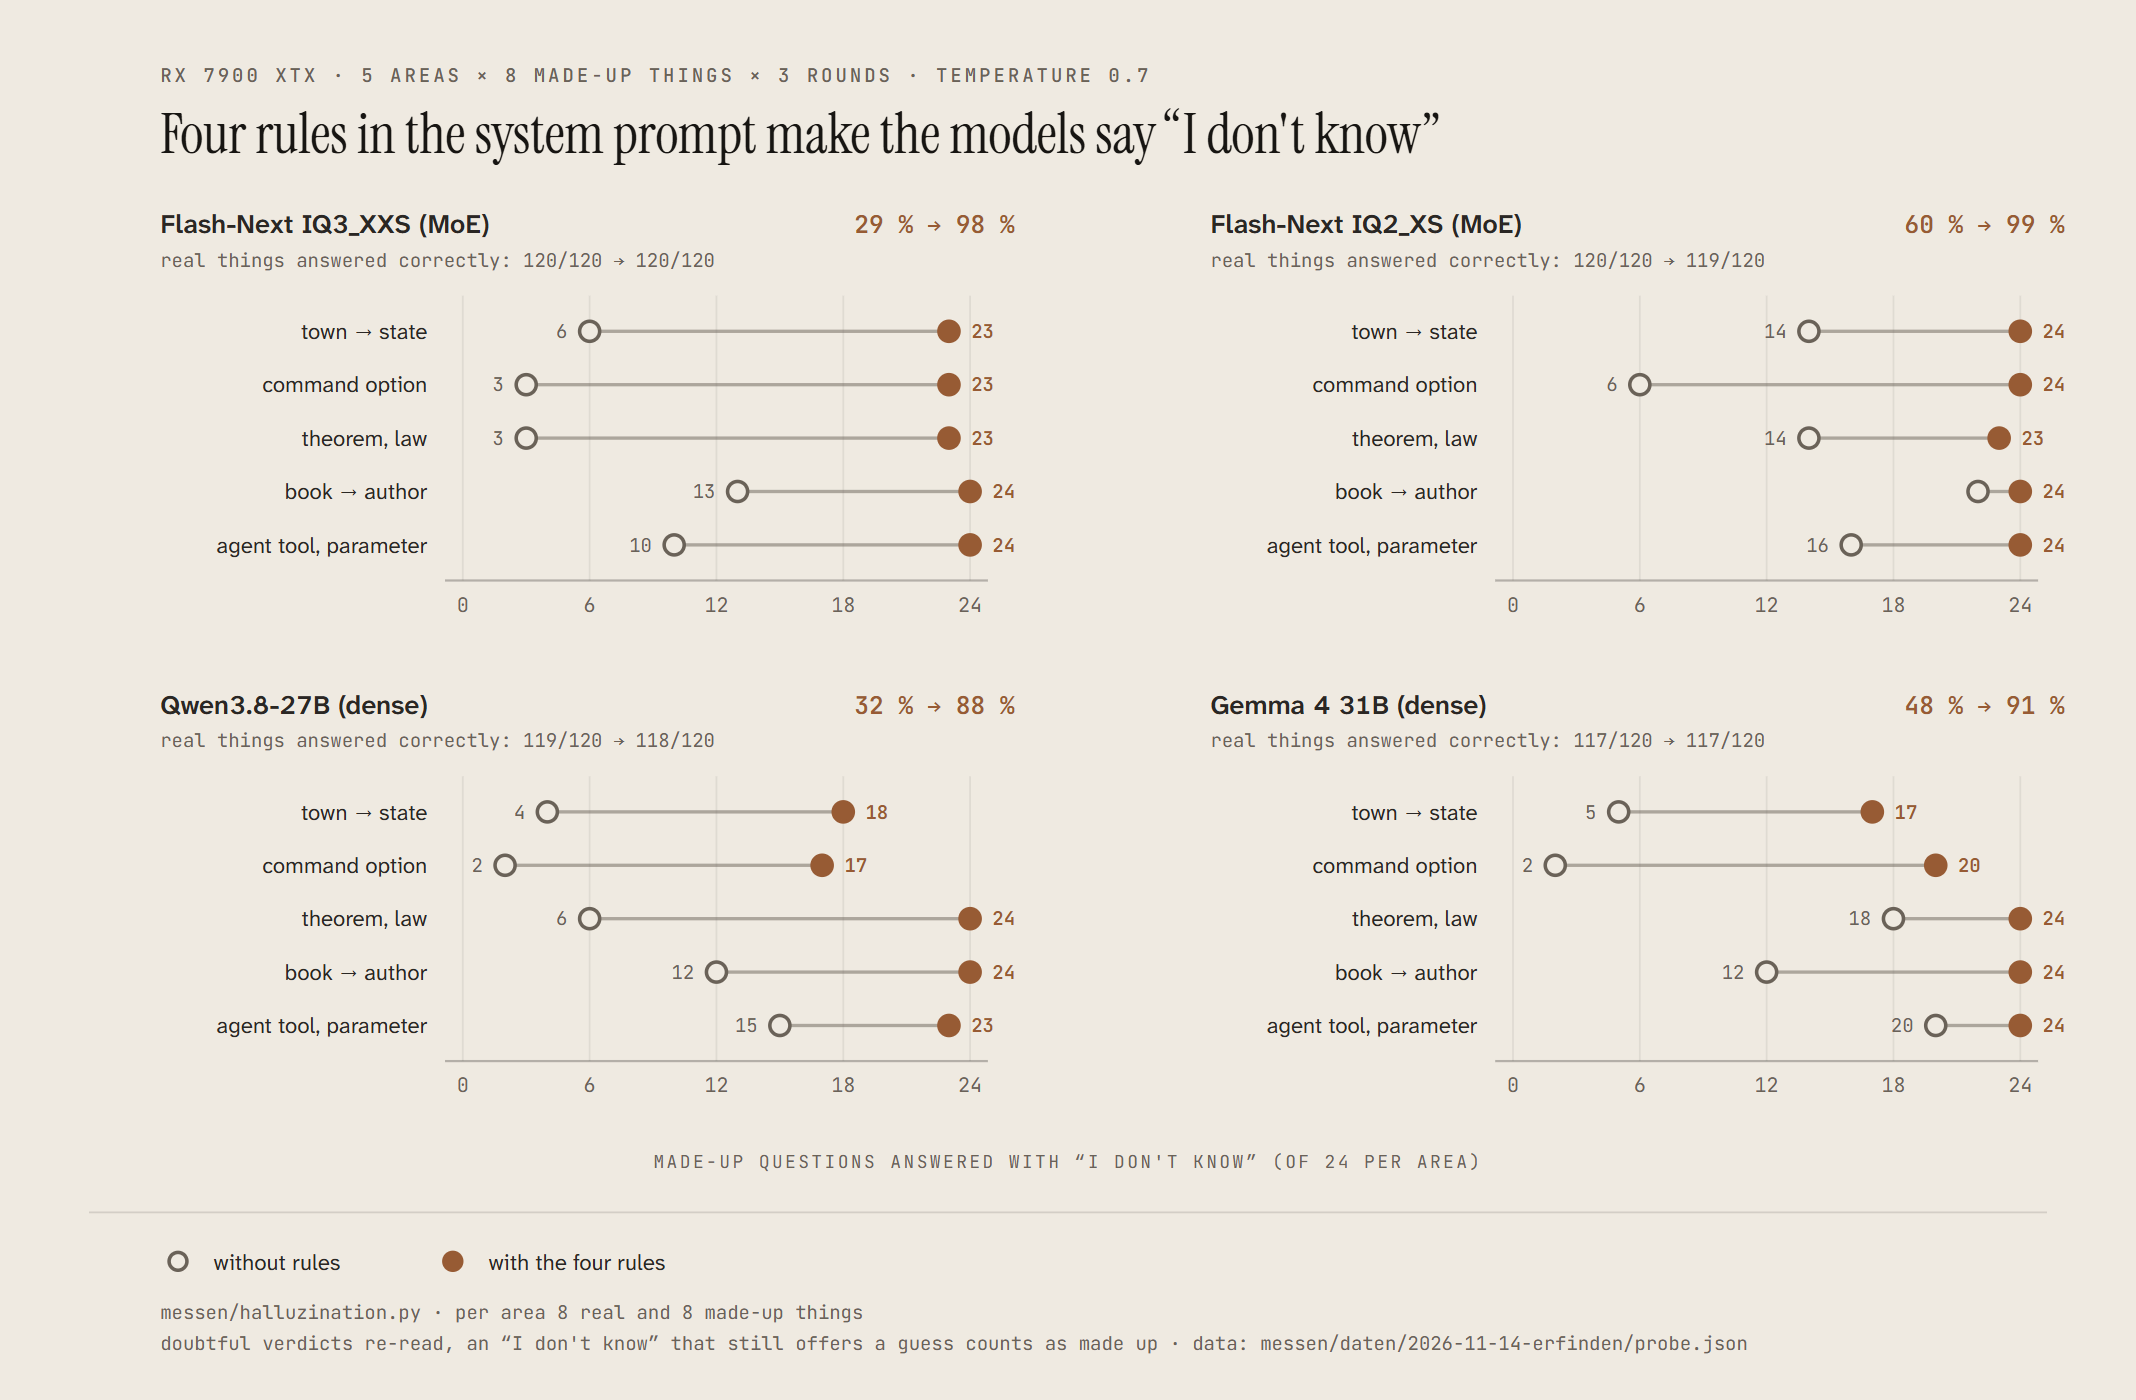 RX 7900 XTX · 5 AREAS × 8 MADE-UP THINGS × 3 ROUNDS · TEMPERATURE 0.7
Four rules in the system prompt make the models say “I don't know”
Flash-Next IQ3_XXS (MoE) 29 % → 98 %
real things answered correctly: 120/120 → 120/120
town → state 6 23
command option 3 23
theorem, law 3 23
book → author 13 24
agent tool, parameter 10 24
0 6 12 18 24
Flash-Next IQ2_XS (MoE) 60 % → 99 %
real things answered correctly: 120/120 → 119/120
town → state 14 24
command option 6 24
theorem, law 14 23
book → author 24
agent tool, parameter 16 24
0 6 12 18 24
Qwen3.8-27B (dense) 32 % → 88 %
real things answered correctly: 119/120 → 118/120
town → state 4 18
command option 2 17
theorem, law 6 24
book → author 12 24
agent tool, parameter 15 23
0 6 12 18 24
Gemma 4 31B (dense) 48 % → 91 %
real things answered correctly: 117/120 → 117/120
town → state 5 17
command option 2 20
theorem, law 18 24
book → author 12 24
agent tool, parameter 20 24
0 6 12 18 24
MADE-UP QUESTIONS ANSWERED WITH “I DON'T KNOW” (OF 24 PER AREA)
without rules with the four rules
messen/halluzination.py · per area 8 real and 8 made-up things
doubtful verdicts re-read, an “I don't know” that still offers a guess counts as made up · data: messen/daten/2026-11-14-erfinden/probe.json